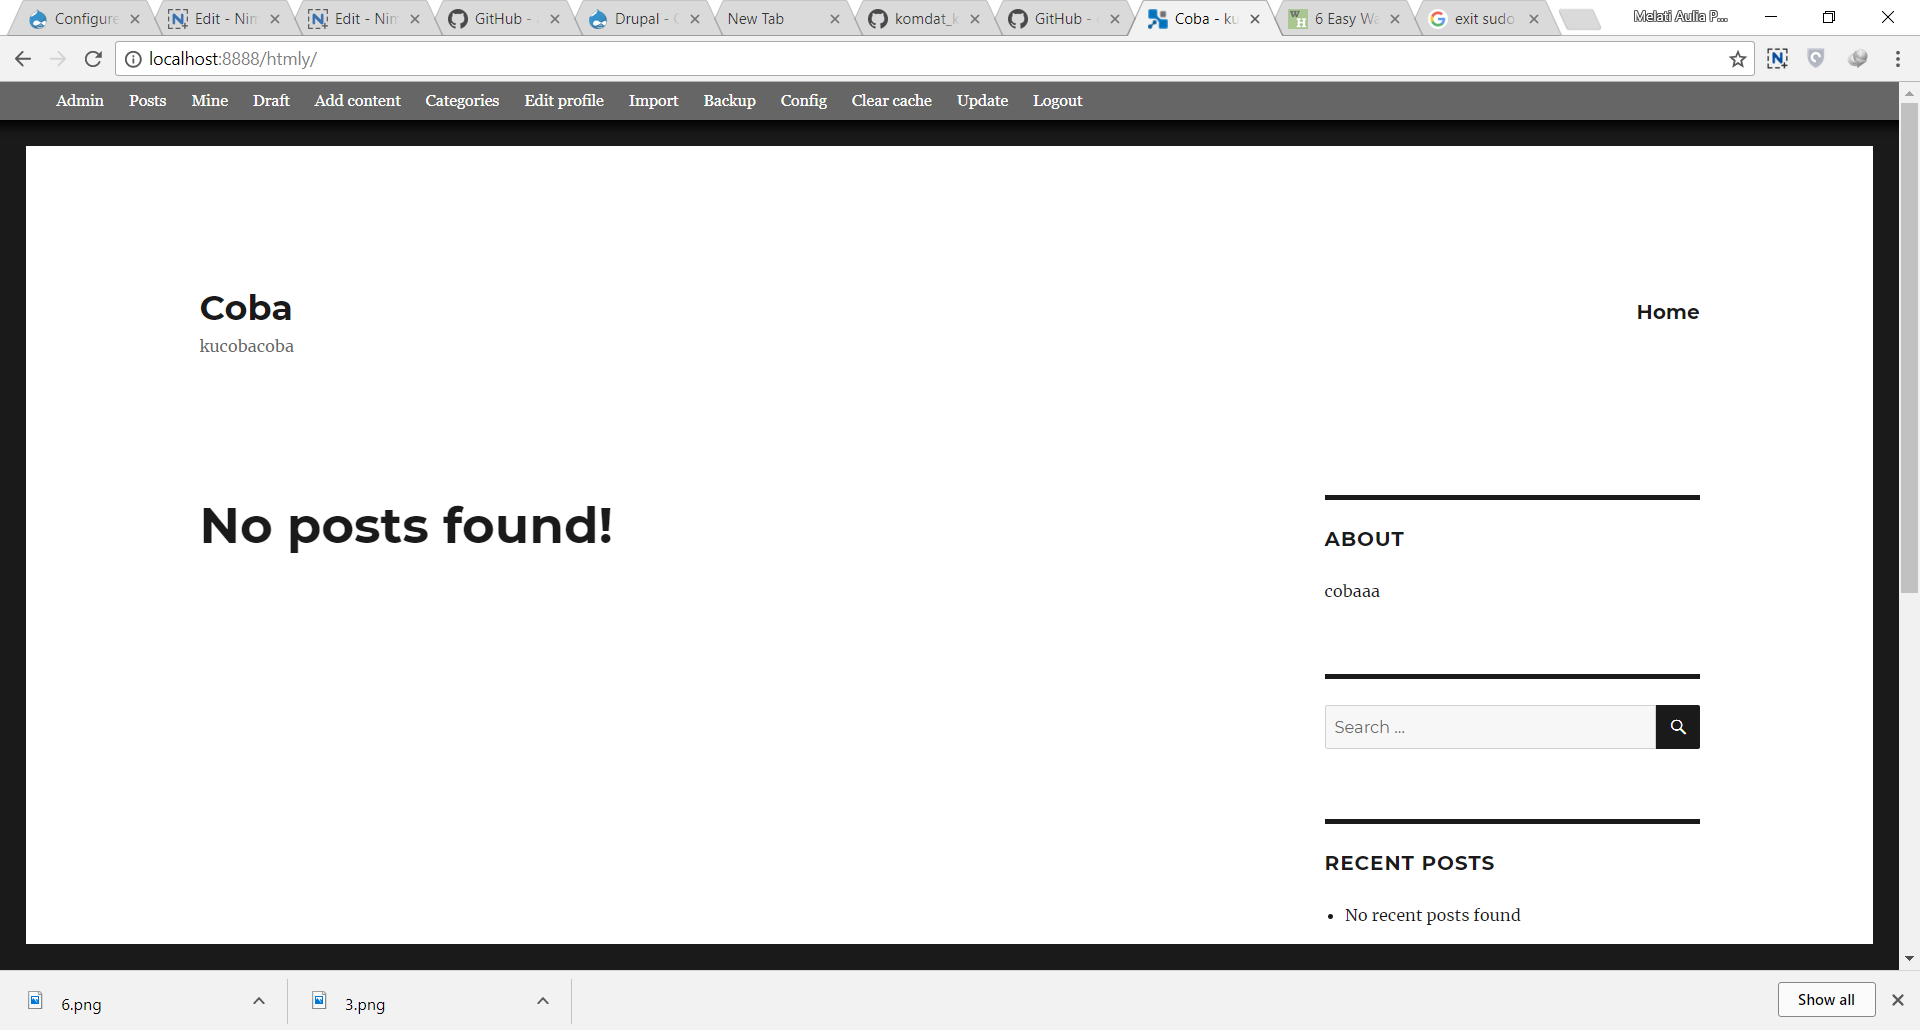 Configure
Edit - Nim
Edit - Nim
GitHub -
Drupal -
New Tab
komdat_k
GitHub -
Coba - ku
6 Easy Wa
exit sudo
Melati Aulia P...
localhost:8888/htmly/
Admin Posts Mine Draft Add content Categories Edit profile Import Backup Config Clear cache Update Logout
Coba
Home
kucobacoba
No posts found!
ABOUT
cobaaa
Search ...
RECENT POSTS
No recent posts found
6.png
3.png
Show all